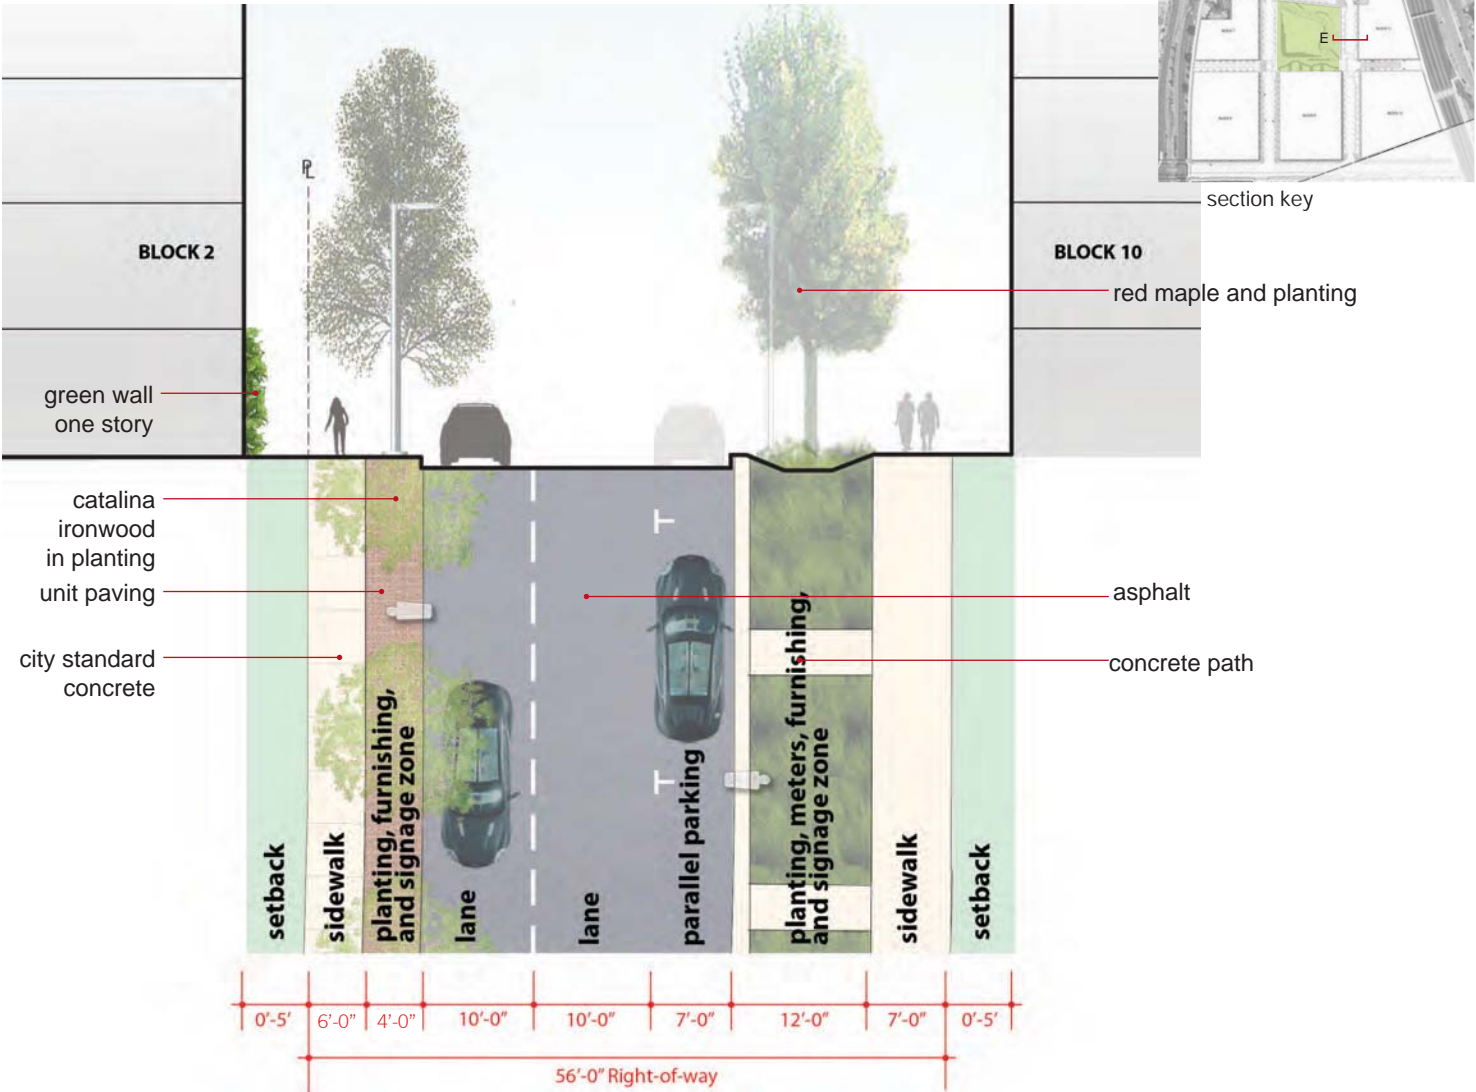 E
section key
PL
BLOCK 2
BLOCK 10
red maple and planting
green wall
one story
catalina
ironwood
in planting
unit paving
city standard
concrete
asphalt
concrete path
T
T
setback
sidewalk
planting, furnishing,
and signage zone
lane
lane
parallel parking
planting, meters, furnishing,
and signage zone
sidewalk
setback
0'-5'
6'-0"
4'-0"
10'-0"
10'-0"
7'-0"
12'-0"
7'-0"
0'-5'
56'-0" Right-of-way